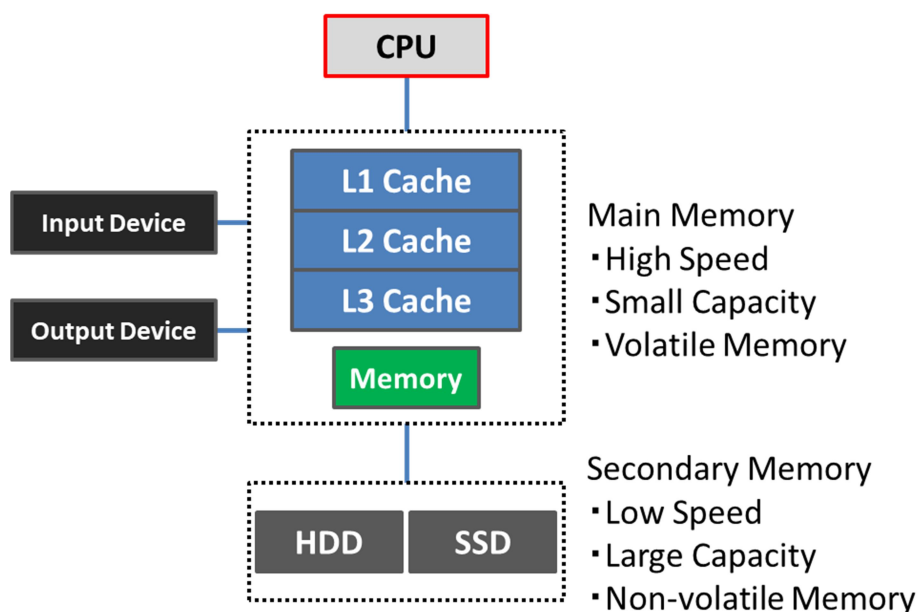 CPU
L1 Cache
L2 Cache
L3 Cache
Memory
Input Device
Output Device
Main Memory
・High Speed
・Small Capacity
・Volatile Memory
HDD
SSD
Secondary Memory
・Low Speed
・Large Capacity
・Non-volatile Memory